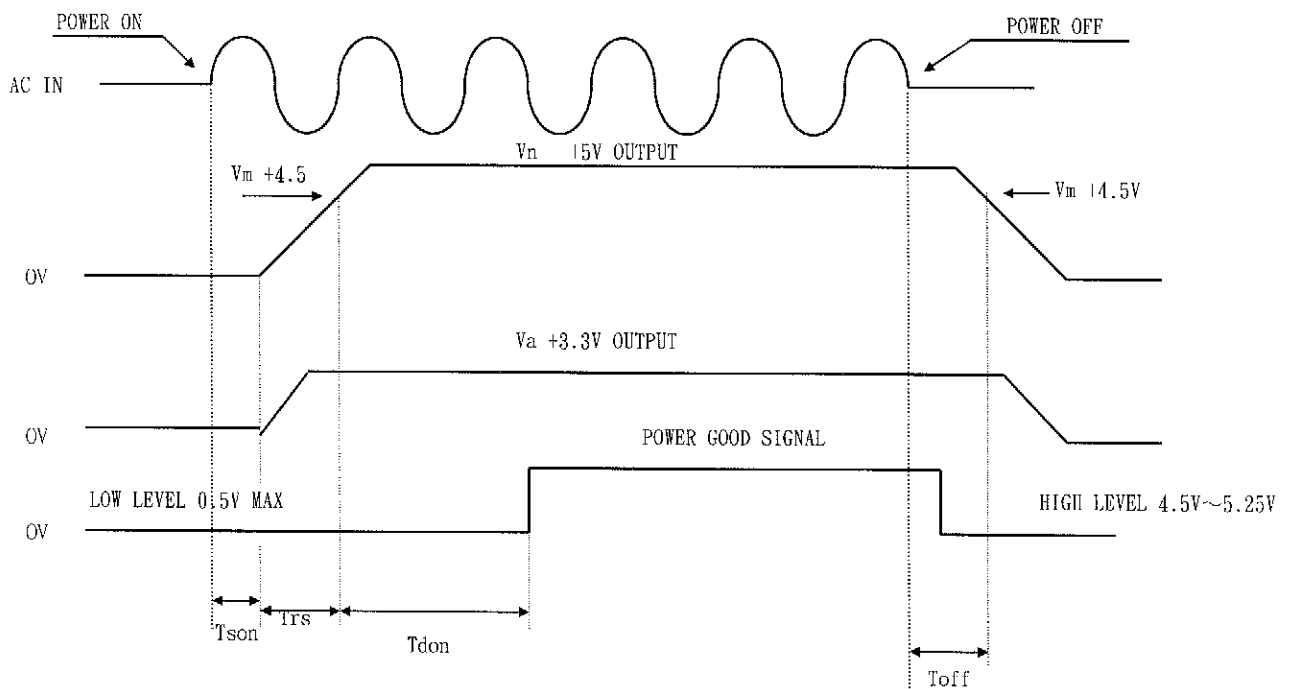 POWER ON
POWER OFF
AC IN
Vn +5V OUTPUT
Vm +4.5
Vm +4.5V
0V
Va +3.3V OUTPUT
0V
POWER GOOD SIGNAL
LOW LEVEL 0.5V MAX
HIGH LEVEL 4.5V～5.25V
0V
Tson
Trs
Tdon
Toff